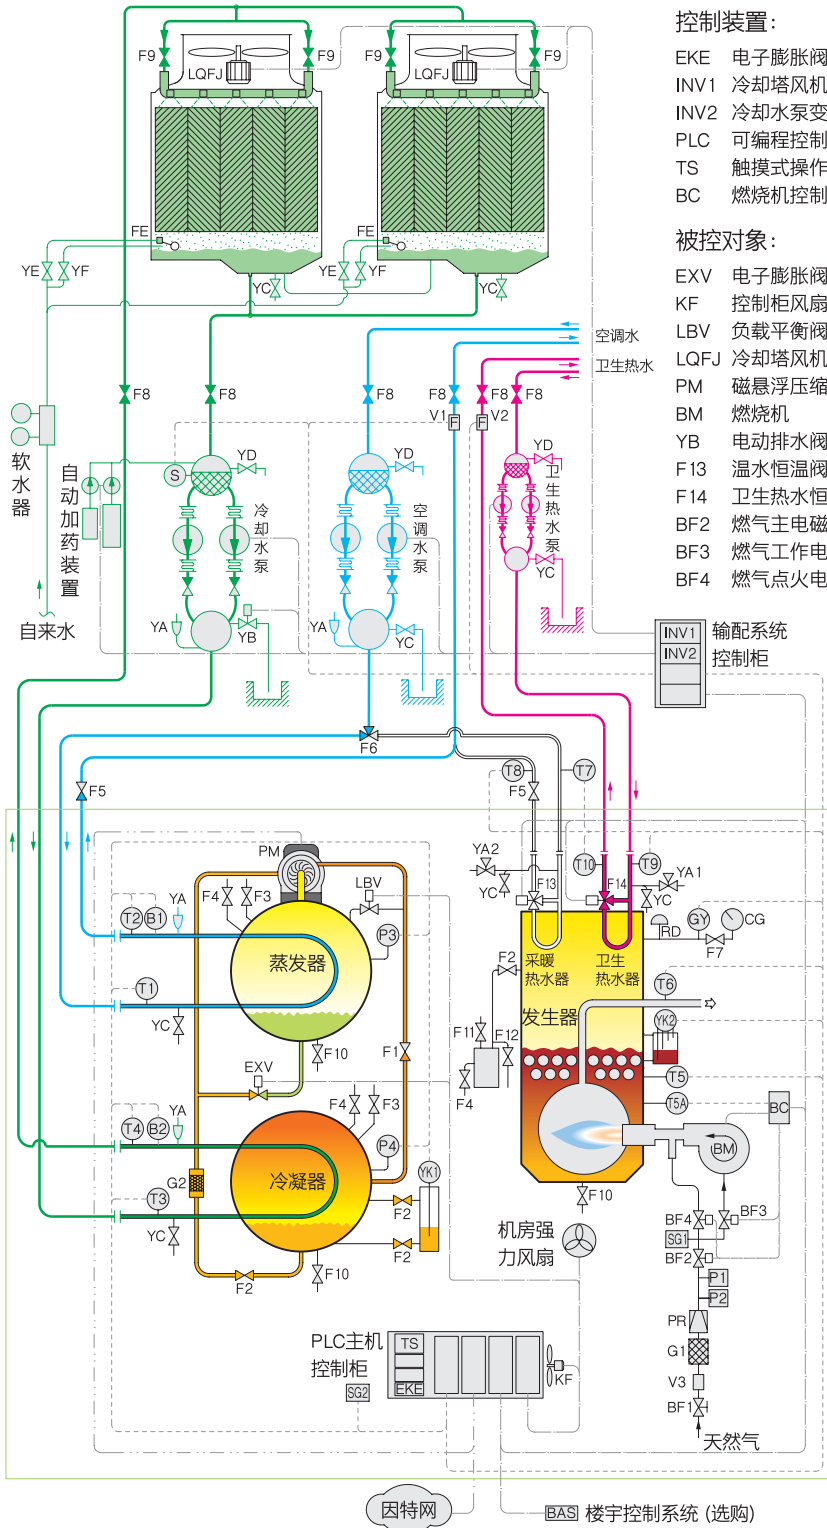 F9
F9
F9
F9
LQFJ
LQFJ
FE
FE
YE
YF
YE
YF
YC
YC
空调水
卫生热水
F8
F8
F8
F8
F8
F8
V1
F
F
V2
软水器
自动加药装置
自来水
S
YD
YD
YD
冷却水泵
空调水泵
卫生热水泵
YA
YB
YA
YC
YC
控制装置:
EKE 电子膨胀阀
INV1 冷却塔风机
INV2 冷却水泵变
PLC 可编程控制
TS 触摸式操作
BC 燃烧机控制
被控对象:
EXV 电子膨胀阀
KF 控制柜风扇
LBV 负载平衡阀
LQFJ 冷却塔风机
PM 磁悬浮压缩
BM 燃烧机
YB 电动排水阀
F13 温水恒温阀
F14 卫生热水恒
BF2 燃气主电磁
BF3 燃气工作电
BF4 燃气点火电
INV1
INV2
输配系统
控制柜
F6
F5
T8
T7
F5
PM
LBV
F4
F3
T2
B1
YA
P3
蒸发器
T1
YC
F10
EXV
F1
F4
F3
T4
B2
YA
P4
YK1
冷凝器
G2
T3
YC
F2
F2
F10
F2
YA2
YC
F13
T10
F14
T9
YA1
YC
RD
GY
CG
F7
F2
采暖
热水器
卫生
热水器
发生器
T6
YK2
F11
F12
F4
T5
T5A
BC
BM
F10
机房强
力风扇
BF4
BF3
SG1
BF2
P1
P2
PR
G1
V3
BF1
天然气
PLC主机
控制柜
TS
EKE
SG2
KF
因特网
BAS 楼宇控制系统 (选购)